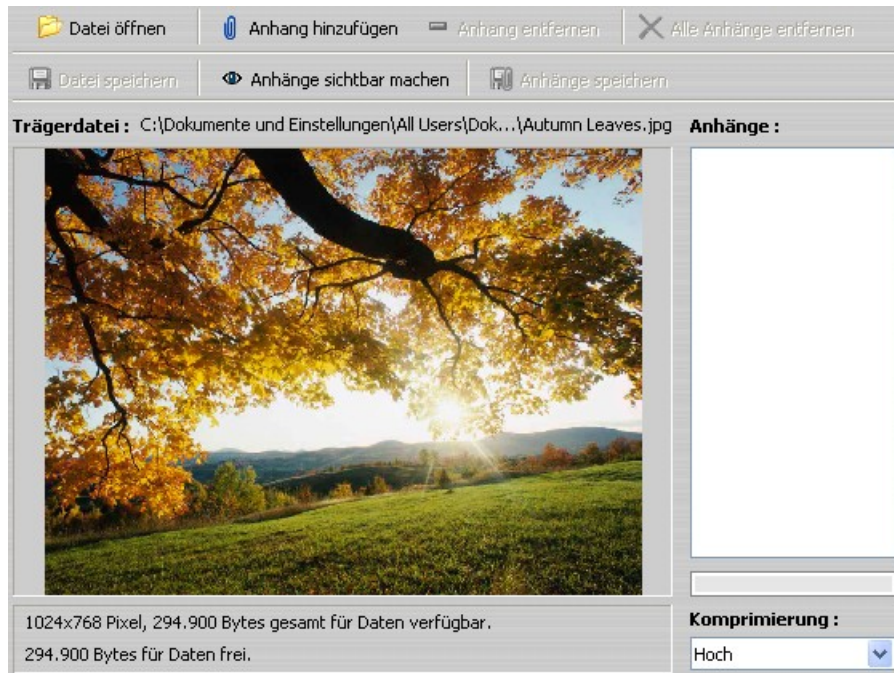 Datei öffnen Anhang hinzufügen Anhang entfernen Alle Anhänge entfernen
Datei speichern Anhänge sichtbar machen Anhänge speichern
Trägerdatei : C:\Dokumente und Einstellungen\All Users\Dok...\Autumn Leaves.jpg Anhänge :
1024x768 Pixel, 294.900 Bytes gesamt für Daten verfügbar.
294.900 Bytes für Daten frei.
Komprimierung :
Hoch